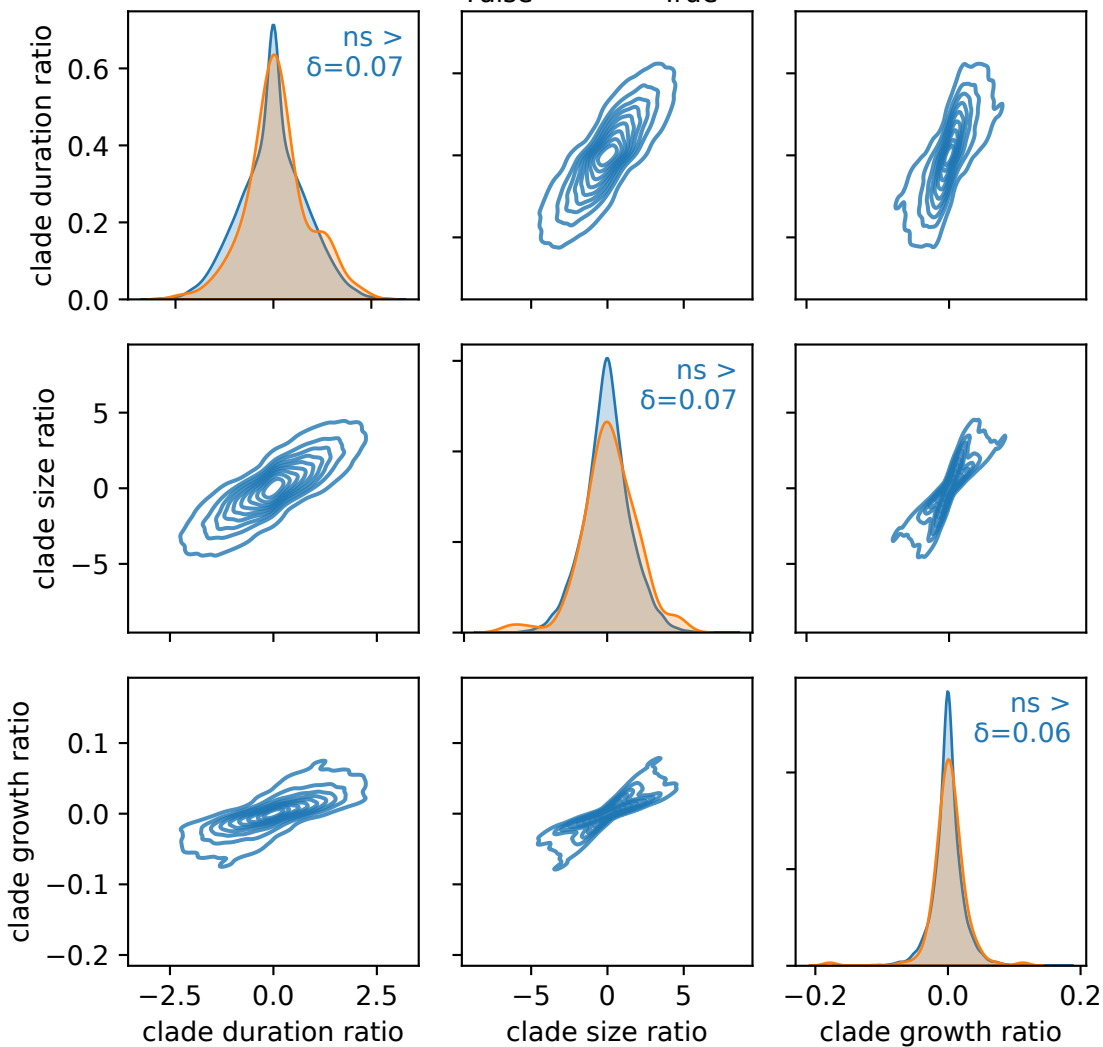 clade duration ratio
0.6
0.4
0.2
0.0
ns >
δ=0.07
clade size ratio
5
0
−5
ns >
δ=0.07
clade growth ratio
0.1
0.0
−0.1
−0.2
ns >
δ=0.06
−2.5 0.0 2.5
−5 0 5
−0.2 0.0 0.2
clade duration ratio
clade size ratio
clade growth ratio